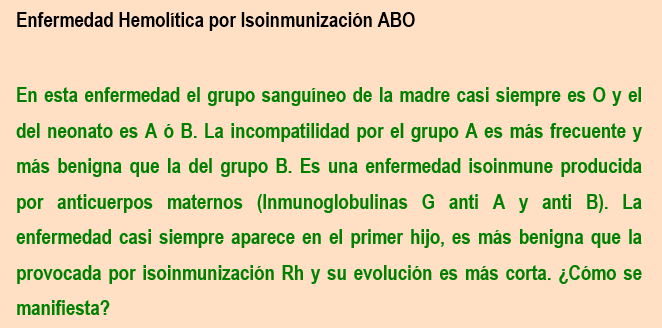 Enfermedad Hemolítica por Isoinmunización ABO
En esta enfermedad el grupo sanguíneo de la madre casi siempre es O y el
del neonato es A ó B. La incompatilidad por el grupo A es más frecuente y
más benigna que la del grupo B. Es una enfermedad isoinmune producida
por anticuerpos maternos (Inmunoglobulinas G anti A y anti B). La
enfermedad casi siempre aparece en el primer hijo, es más benigna que la
provocada por isoinmunización Rh y su evolución es más corta. ¿Cómo se
manifiesta?